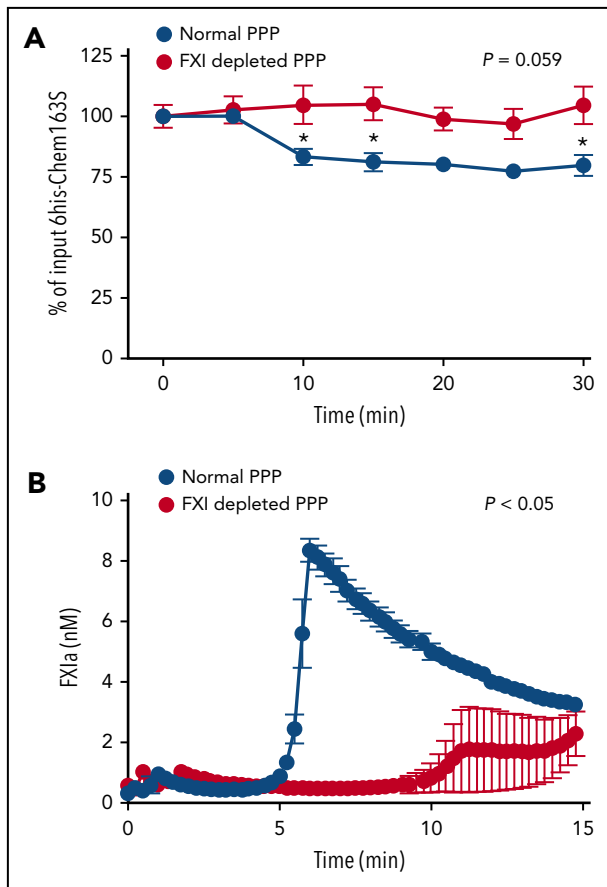 A
Normal PPP
FXI depleted PPP
P = 0.059
% of input 6his-Chem163S
125
100
75
50
25
0
* * *
0 10 20 30
Time (min)
B
Normal PPP
FXI depleted PPP
P < 0.05
FXIa (nM)
10
8
6
4
2
0
0 5 10 15
Time (min)